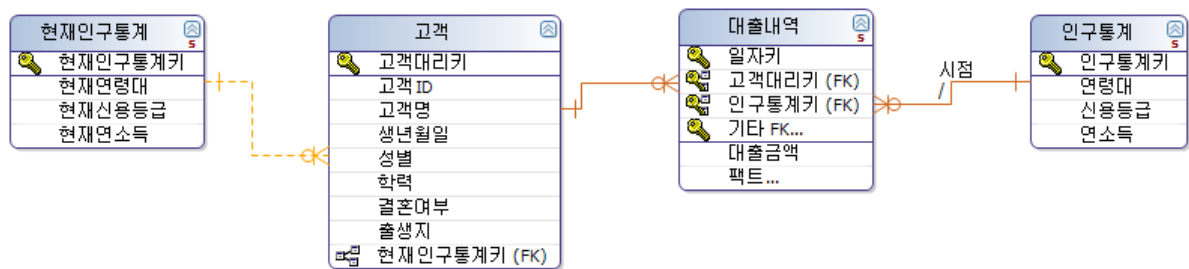 현재인구통계
S
현재인구통계키
현재연령대
현재신용등급
현재연소득
고객
고객대리키
고객 ID
고객명
생년월일
성별
학력
결혼여부
출생지
현재인구통계키 (FK)
대출내역
S
일자키
고객대리키 (FK)
인구통계키 (FK)
기타 FK...
대출금액
팩트...
시점
/
인구통계
S
인구통계키
연령대
신용등급
연소득